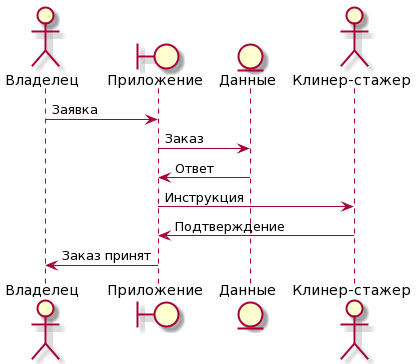 Владелец Приложение Данные Клинер-стажер
Заявка
Заказ
Ответ
Инструкция
Подтверждение
Заказ принят
Владелец Приложение Данные Клинер-стажер